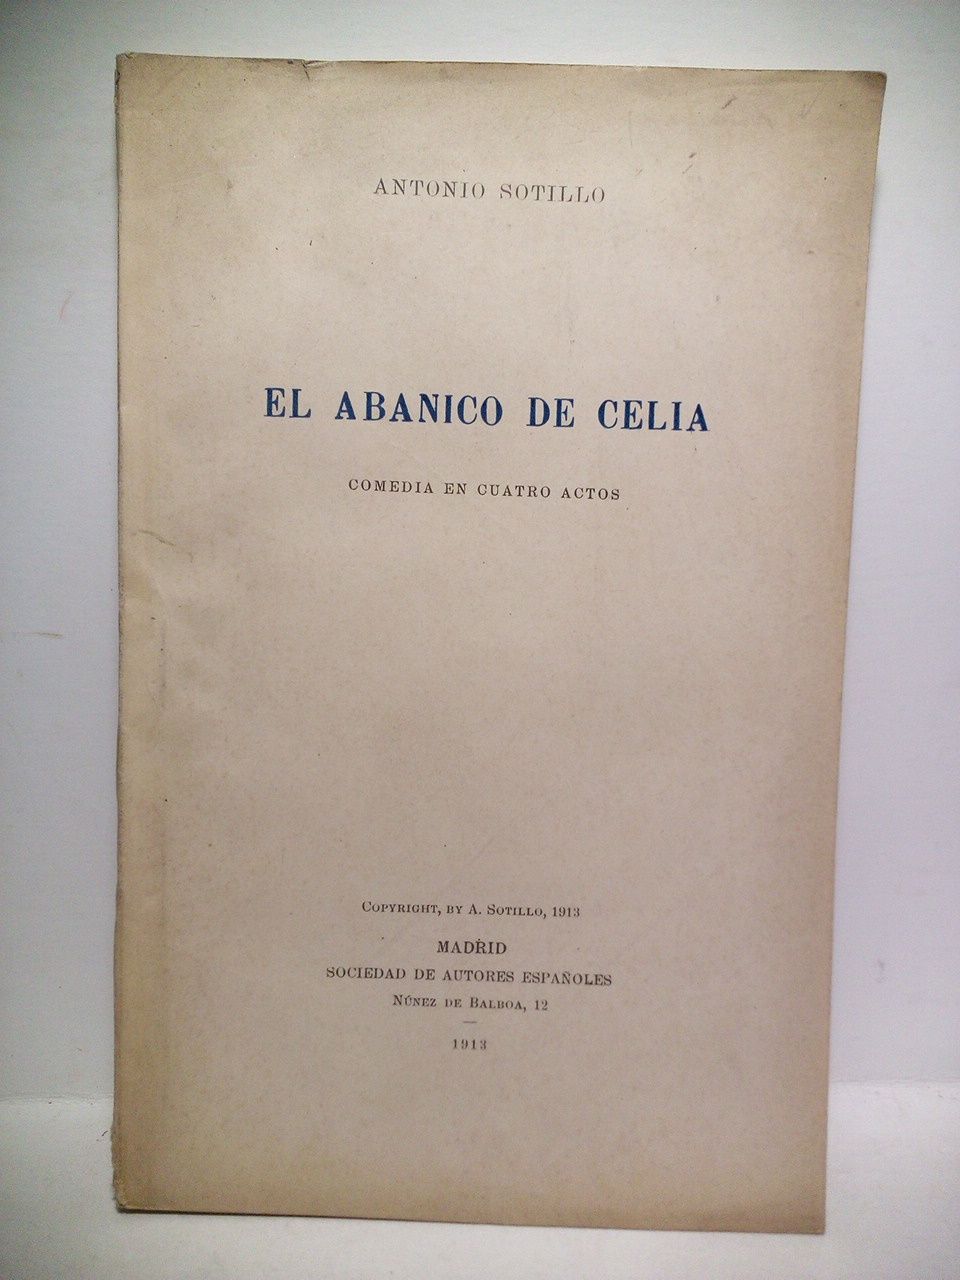 ANTONIO SOTILLO
EL ABANICO DE CELIA
COMEDIA EN CUATRO ACTOS
COPYRIGHT, BY A. SOTILLO, 1913
MADRID
SOCIEDAD DE AUTORES ESPAÑOLES
NÚÑEZ DE BALBOA, 12
1913